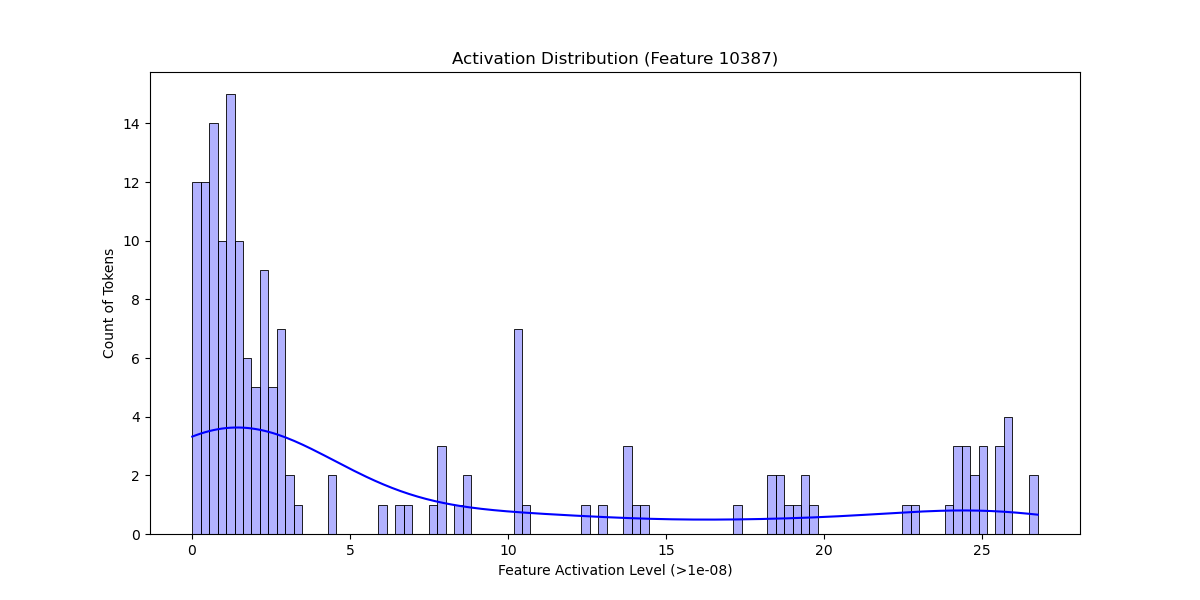 Activation Distribution (Feature 10387)
14
12
10
8
6
4
2
0
Count of Tokens
0 5 10 15 20 25
Feature Activation Level (>1e-08)